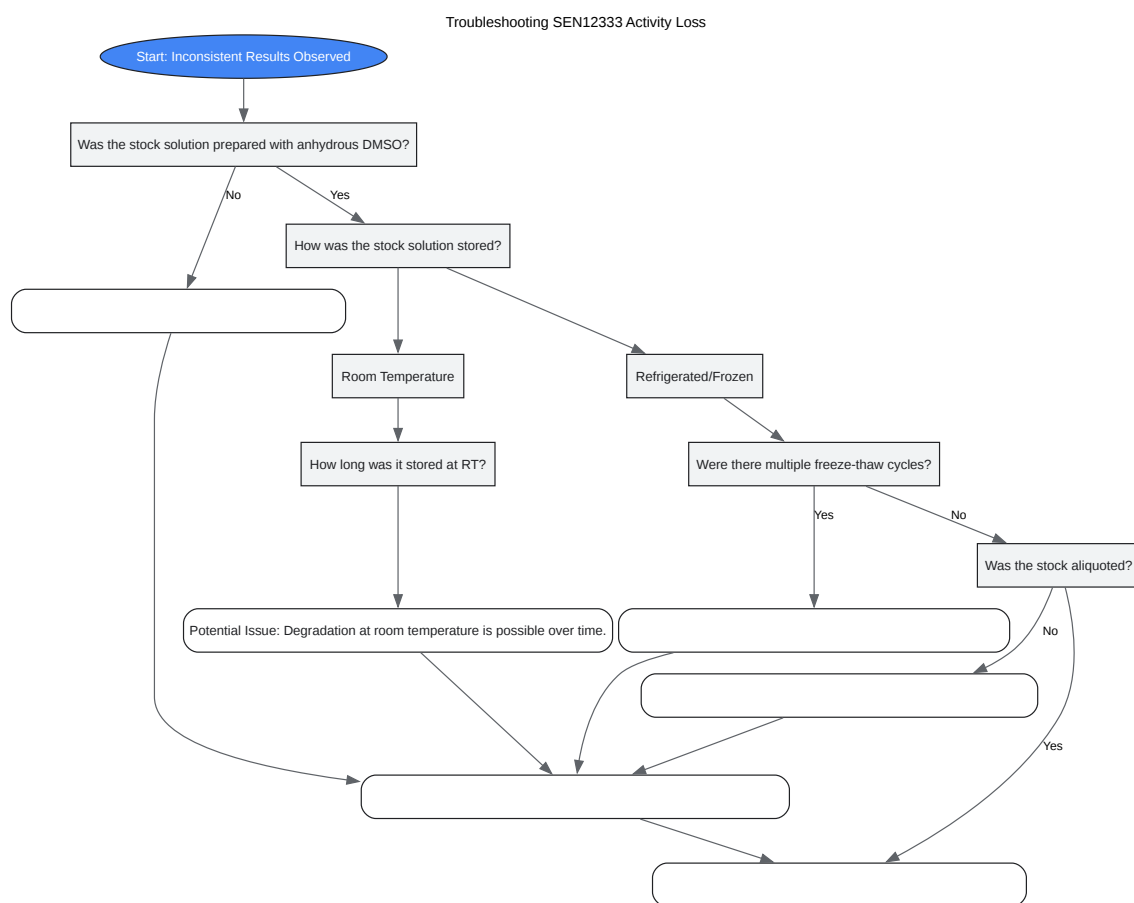 Troubleshooting SEN12333 Activity Loss
Start: Inconsistent Results Observed
Was the stock solution prepared with anhydrous DMSO?
No
Yes
How was the stock solution stored?
Room Temperature
Refrigerated/Frozen
How long was it stored at RT?
Were there multiple freeze-thaw cycles?
Yes
No
Was the stock aliquoted?
Potential Issue: Degradation at room temperature is possible over time.
No
Yes